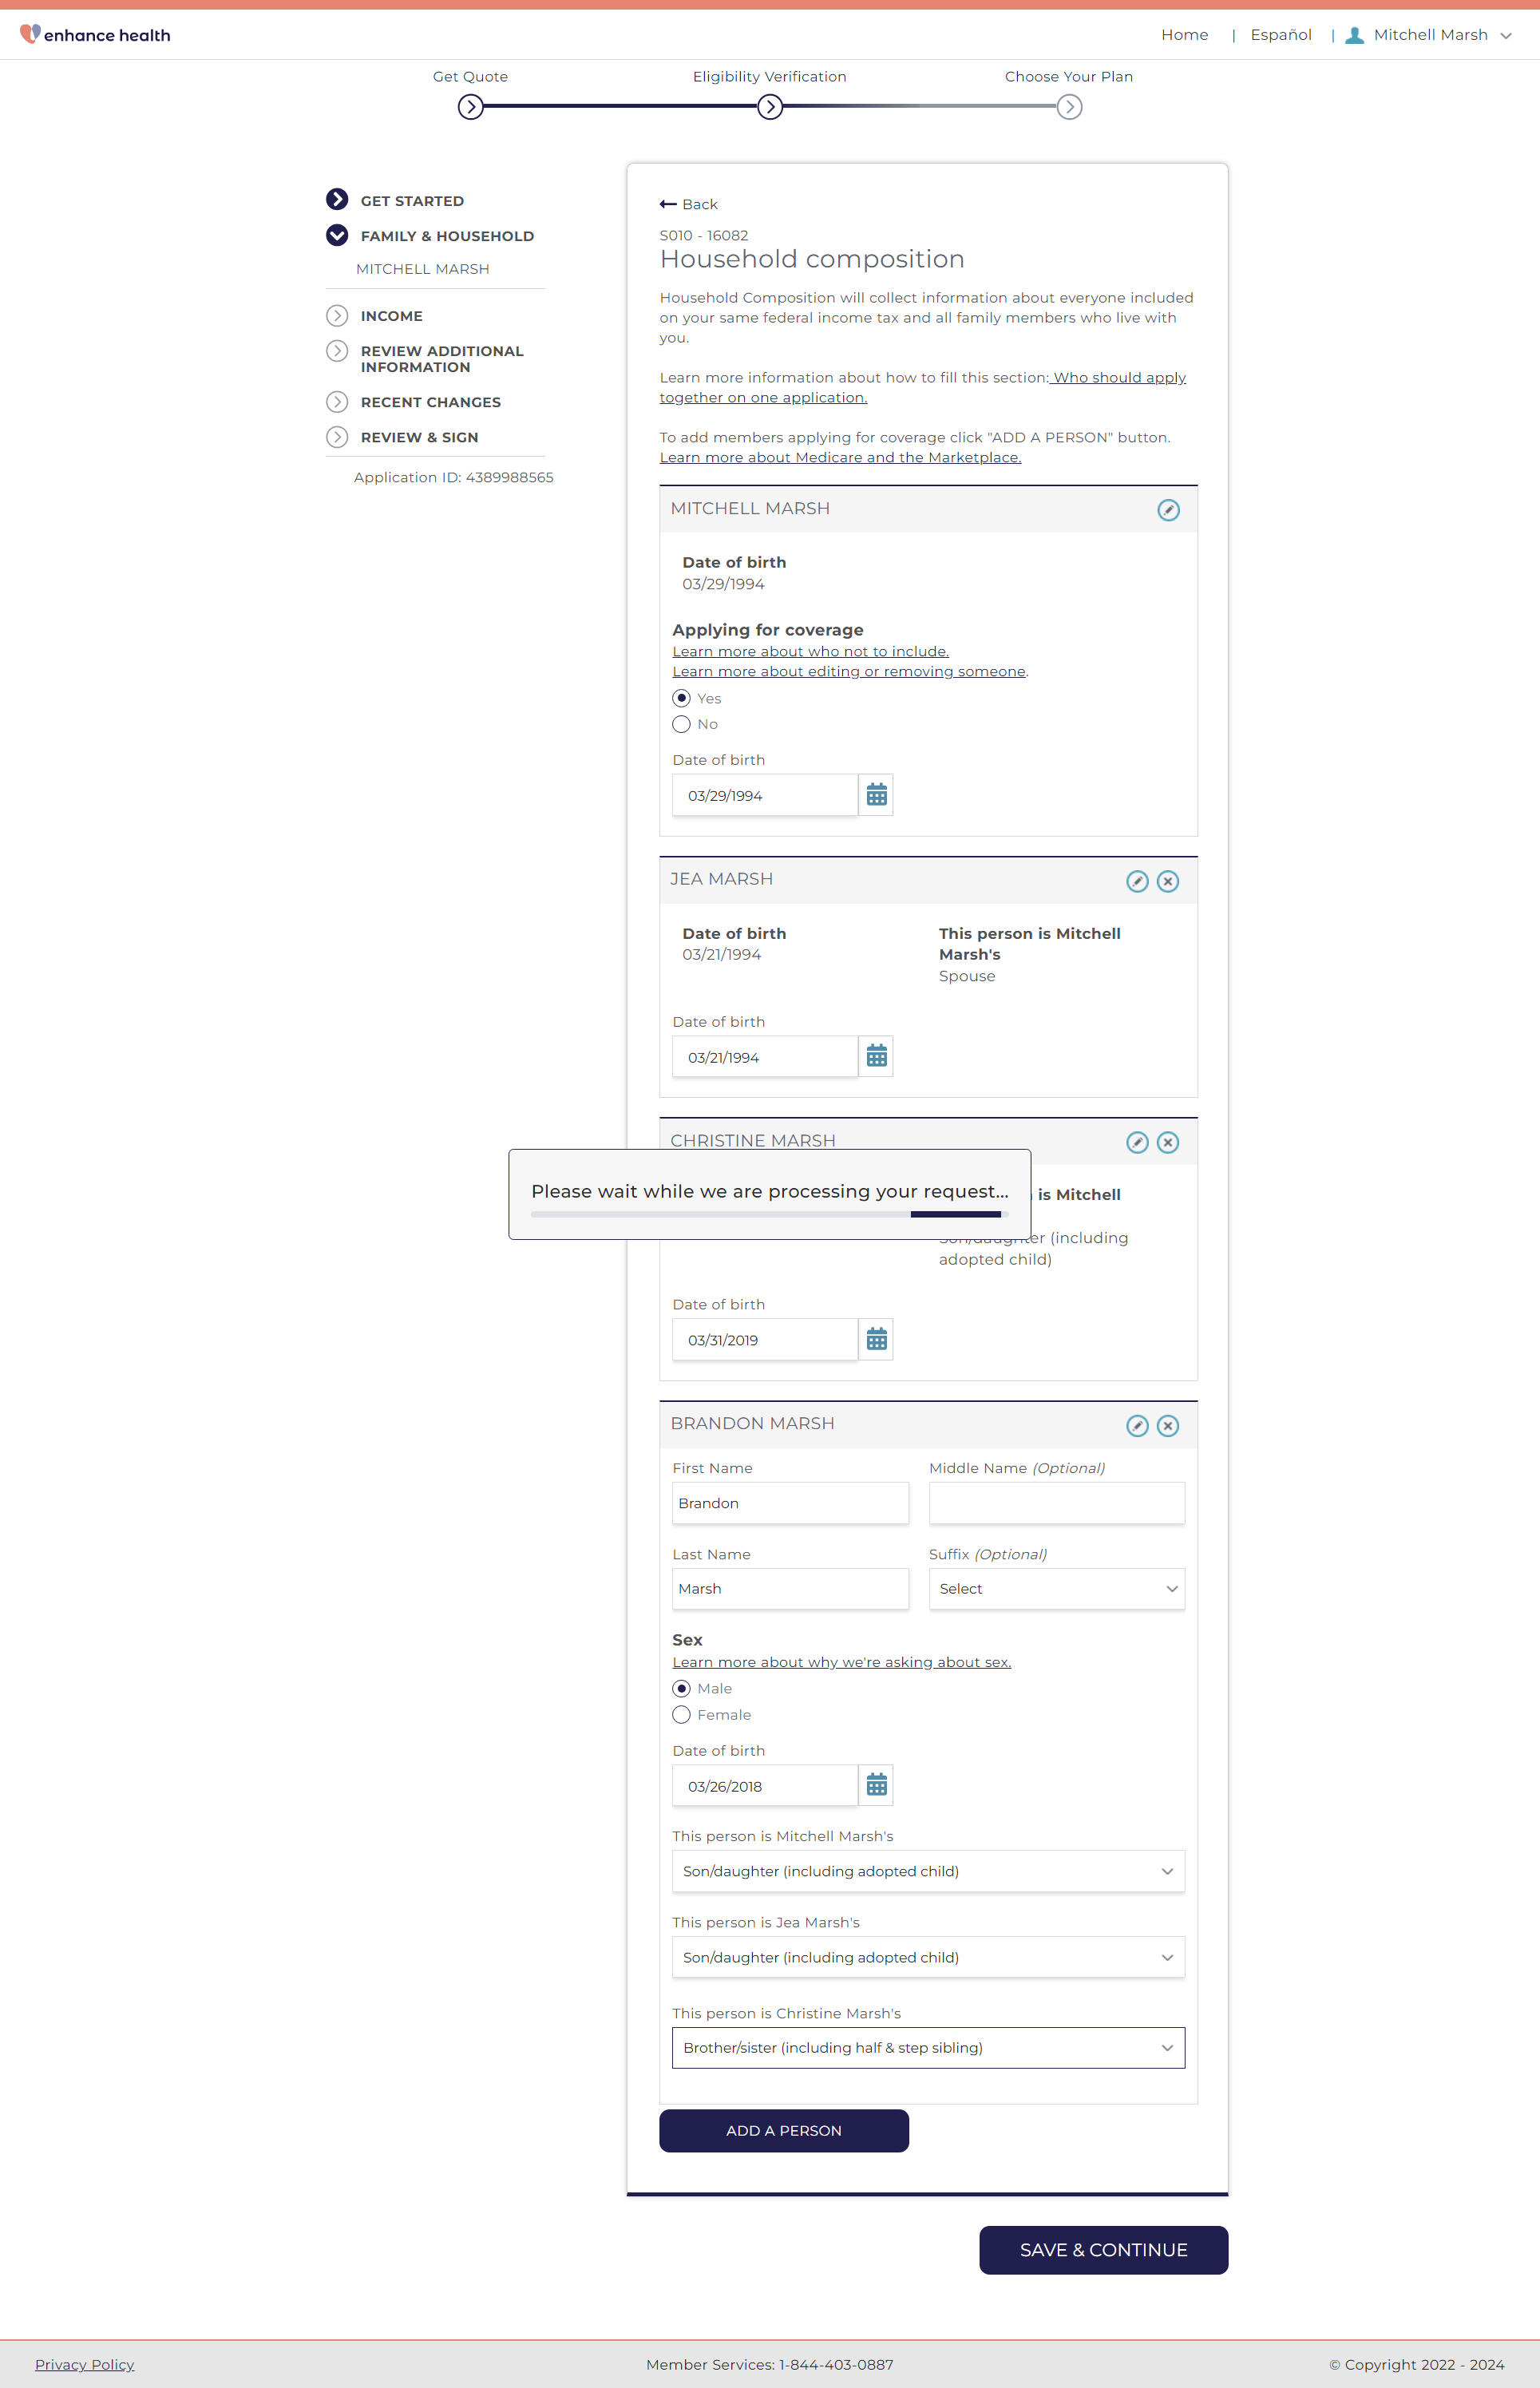 enhance health
Home | Español | Mitchell Marsh
Get Quote
Eligibility Verification
Choose Your Plan
GET STARTED
FAMILY & HOUSEHOLD
MITCHELL MARSH
INCOME
REVIEW ADDITIONAL
INFORMATION
RECENT CHANGES
REVIEW & SIGN
Application ID: 4389988565
Back
S010 - 16082
Household composition
Household Composition will collect information about everyone included
on your same federal income tax and all family members who live with
you.
Learn more information about how to fill this section: Who should apply
together on one application.
To add members applying for coverage click "ADD A PERSON" button.
Learn more about Medicare and the Marketplace.
MITCHELL MARSH
Date of birth
03/29/1994
Applying for coverage
Learn more about who not to include.
Learn more about editing or removing someone.
Yes
No
Date of birth
03/29/1994
JEA MARSH
Date of birth
03/21/1994
This person is Mitchell
Marsh's
Spouse
Date of birth
03/21/1994
CHRISTINE MARSH
Please wait while we are processing your request...
is Mitchell
Son/daughter (including
adopted child)
Date of birth
03/31/2019
BRANDON MARSH
First Name
Middle Name (Optional)
Brandon
Last Name
Suffix (Optional)
Marsh
Select
Sex
Learn more about why we're asking about sex.
Male
Female
Date of birth
03/26/2018
This person is Mitchell Marsh's
Son/daughter (including adopted child)
This person is Jea Marsh's
Son/daughter (including adopted child)
This person is Christine Marsh's
Brother/sister (including half & step sibling)
ADD A PERSON
SAVE & CONTINUE
Privacy Policy
Member Services: 1-844-403-0887
© Copyright 2022 - 2024